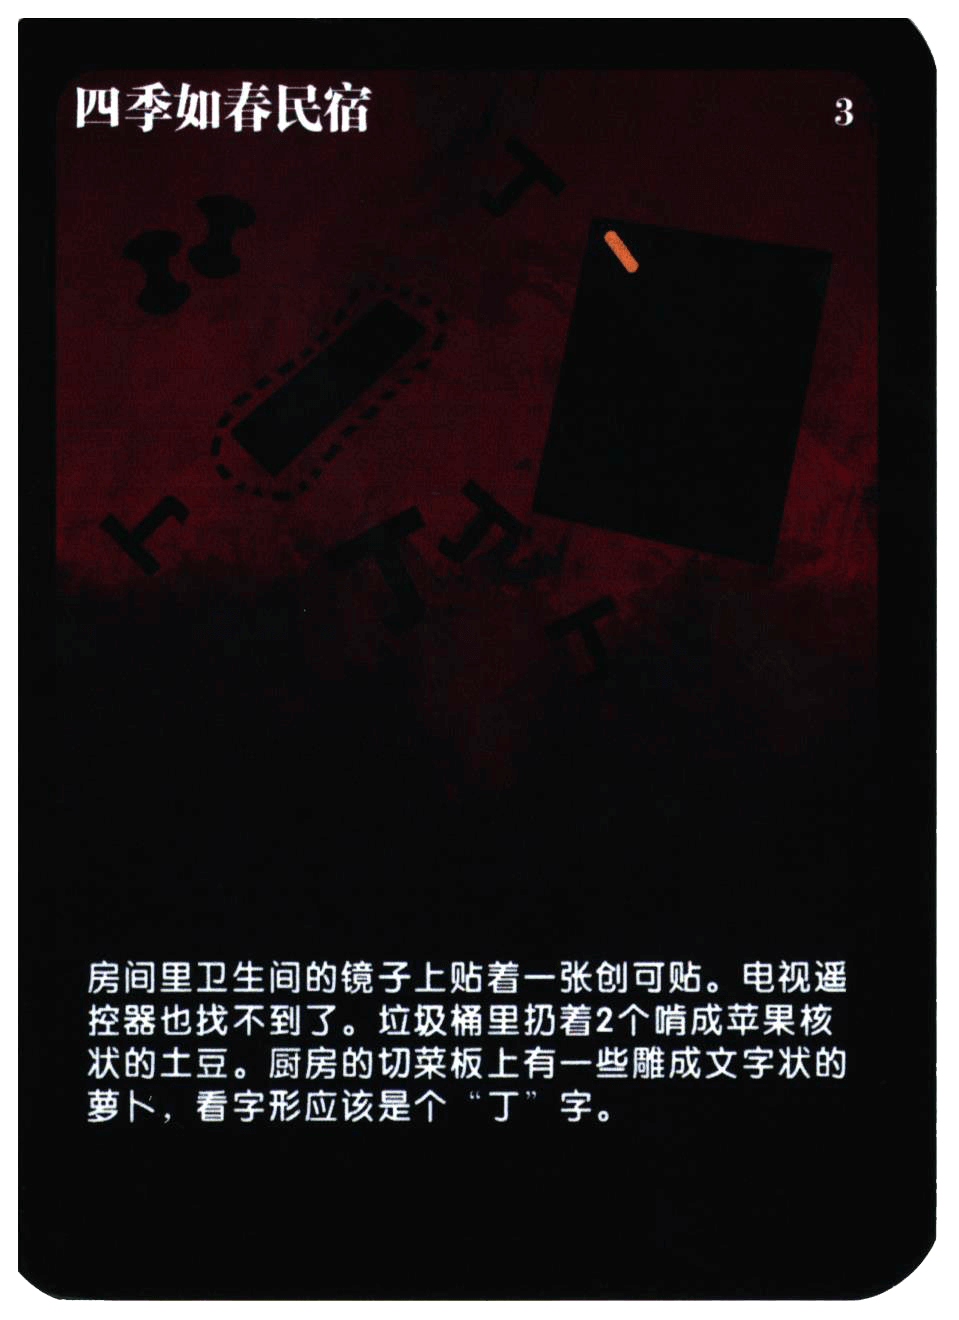 四季如春民宿
3
房间里卫生间的镜子上贴着一张创可贴。电视遥
控器也找不到了。垃圾桶里扔着2个啃成苹果核
状的土豆。厨房的切菜板上有一些雕成文字状的
萝卜，看字形应该是个“丁”字。